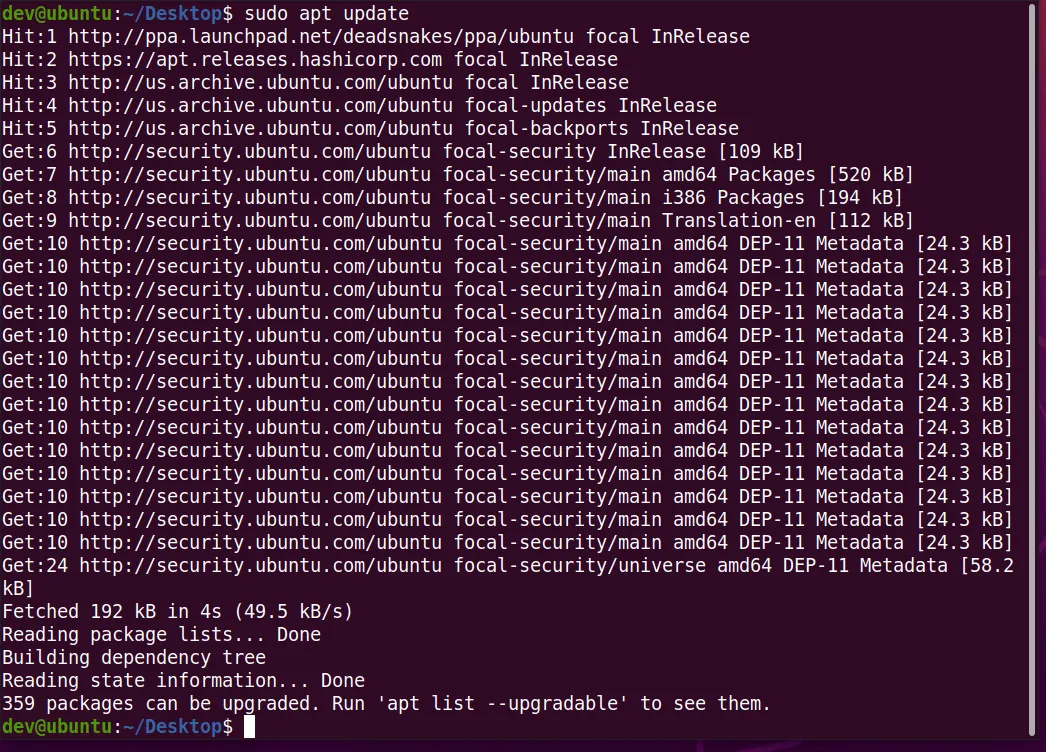 dev@ubuntu:~/Desktop$ sudo apt update
Hit:1 http://ppa.launchpad.net/deadsnakes/ppa/ubuntu focal InRelease
Hit:2 https://apt.releases.hashicorp.com focal InRelease
Hit:3 http://us.archive.ubuntu.com/ubuntu focal InRelease
Hit:4 http://us.archive.ubuntu.com/ubuntu focal-updates InRelease
Hit:5 http://us.archive.ubuntu.com/ubuntu focal-backports InRelease
Get:6 http://security.ubuntu.com/ubuntu focal-security InRelease [109 kB]
Get:7 http://security.ubuntu.com/ubuntu focal-security/main amd64 Packages [520 kB]
Get:8 http://security.ubuntu.com/ubuntu focal-security/main i386 Packages [194 kB]
Get:9 http://security.ubuntu.com/ubuntu focal-security/main Translation-en [112 kB]
Get:10 http://security.ubuntu.com/ubuntu focal-security/main amd64 DEP-11 Metadata [24.3 kB]
Get:10 http://security.ubuntu.com/ubuntu focal-security/main amd64 DEP-11 Metadata [24.3 kB]
Get:10 http://security.ubuntu.com/ubuntu focal-security/main amd64 DEP-11 Metadata [24.3 kB]
Get:10 http://security.ubuntu.com/ubuntu focal-security/main amd64 DEP-11 Metadata [24.3 kB]
Get:10 http://security.ubuntu.com/ubuntu focal-security/main amd64 DEP-11 Metadata [24.3 kB]
Get:10 http://security.ubuntu.com/ubuntu focal-security/main amd64 DEP-11 Metadata [24.3 kB]
Get:10 http://security.ubuntu.com/ubuntu focal-security/main amd64 DEP-11 Metadata [24.3 kB]
Get:10 http://security.ubuntu.com/ubuntu focal-security/main amd64 DEP-11 Metadata [24.3 kB]
Get:10 http://security.ubuntu.com/ubuntu focal-security/main amd64 DEP-11 Metadata [24.3 kB]
Get:10 http://security.ubuntu.com/ubuntu focal-security/main amd64 DEP-11 Metadata [24.3 kB]
Get:10 http://security.ubuntu.com/ubuntu focal-security/main amd64 DEP-11 Metadata [24.3 kB]
Get:10 http://security.ubuntu.com/ubuntu focal-security/main amd64 DEP-11 Metadata [24.3 kB]
Get:10 http://security.ubuntu.com/ubuntu focal-security/main amd64 DEP-11 Metadata [24.3 kB]
Get:10 http://security.ubuntu.com/ubuntu focal-security/main amd64 DEP-11 Metadata [24.3 kB]
Get:24 http://security.ubuntu.com/ubuntu focal-security/universe amd64 DEP-11 Metadata [58.2
kB]
Fetched 192 kB in 4s (49.5 kB/s)
Reading package lists... Done
Building dependency tree
Reading state information... Done
359 packages can be upgraded. Run 'apt list --upgradable' to see them.
dev@ubuntu:~/Desktop$